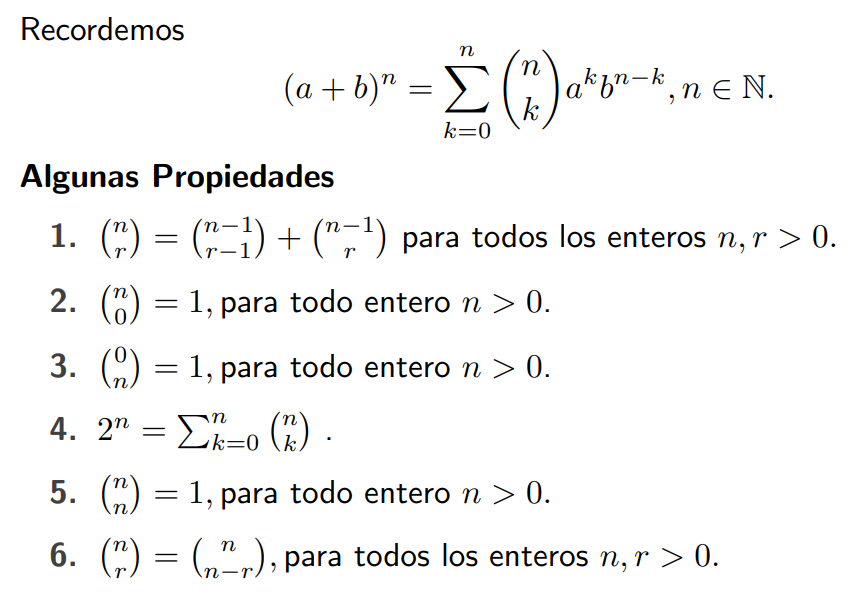 Recordemos
(a + b)^n = \sum_{k=0}^{n} \binom{n}{k} a^k b^{n-k}, n ∈ ℕ.
Algunas Propiedades
1. \binom{n}{r} = \binom{n-1}{r-1} + \binom{n-1}{r} para todos los enteros n, r > 0.
2. \binom{n}{0} = 1, para todo entero n > 0.
3. \binom{0}{n} = 1, para todo entero n > 0.
4. 2^n = \sum_{k=0}^{n} \binom{n}{k} .
5. \binom{n}{n} = 1, para todo entero n > 0.
6. \binom{n}{r} = \binom{n}{n-r}, para todos los enteros n, r > 0.